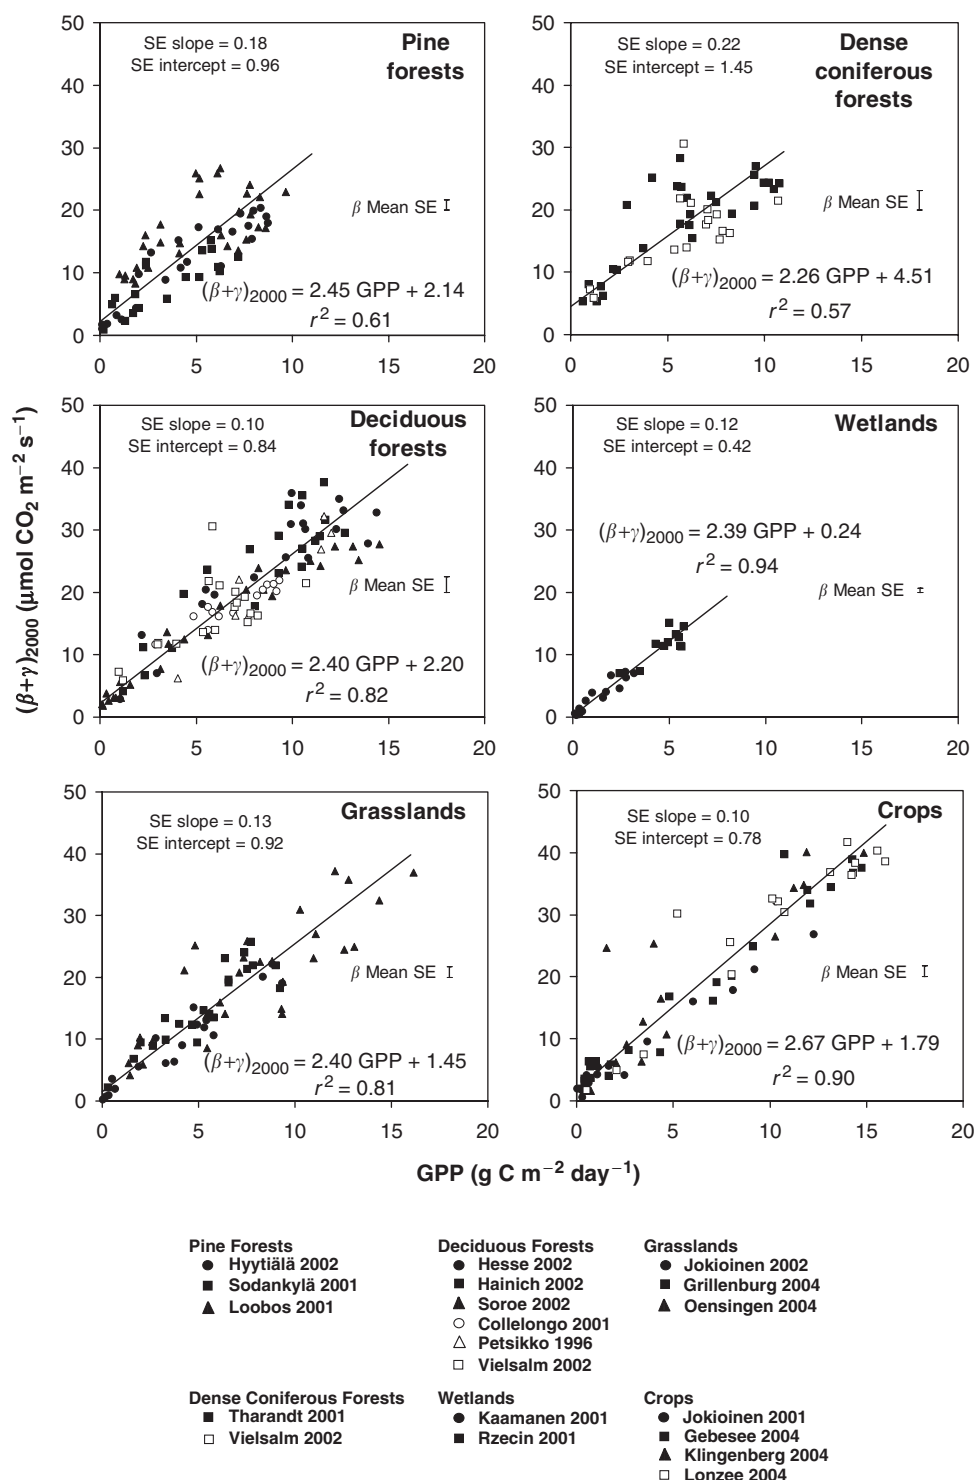 SE slope = 0.18
SE intercept = 0.96
Pine
forests
50
40
30
20
10
0
β Mean SE
(β+γ)2000 = 2.45 GPP + 2.14
r2 = 0.61
0 5 10 15 20
SE slope = 0.22
SE intercept = 1.45
Dense
coniferous
forests
50
40
30
20
10
0
β Mean SE
(β+γ)2000 = 2.26 GPP + 4.51
r2 = 0.57
0 5 10 15 20
(β+γ)2000 (μmol CO2 m−2 s−1)
SE slope = 0.10
SE intercept = 0.84
Deciduous
forests
50
40
30
20
10
0
β Mean SE
(β+γ)2000 = 2.40 GPP + 2.20
r2 = 0.82
0 5 10 15 20
SE slope = 0.12
SE intercept = 0.42
Wetlands
50
40
30
20
10
0
(β+γ)2000 = 2.39 GPP + 0.24
r2 = 0.94
β Mean SE
0 5 10 15 20
SE slope = 0.13
SE intercept = 0.92
Grasslands
50
40
30
20
10
0
β Mean SE
(β+γ)2000 = 2.40 GPP + 1.45
r2 = 0.81
0 5 10 15 20
SE slope = 0.10
SE intercept = 0.78
Crops
50
40
30
20
10
0
β Mean SE
(β+γ)2000 = 2.67 GPP + 1.79
r2 = 0.90
0 5 10 15 20
GPP (g C m−2 day−1)
Pine Forests
Hyytiälä 2002
Sodankylä 2001
Loobos 2001
Deciduous Forests
Hesse 2002
Hainich 2002
Soroe 2002
Collelongo 2001
Petsikko 1996
Vielsalm 2002
Grasslands
Jokioinen 2002
Grillenburg 2004
Oensingen 2004
Dense Coniferous Forests
Tharandt 2001
Vielsalm 2002
Wetlands
Kaamanen 2001
Rzecin 2001
Crops
Jokioinen 2001
Gebesee 2004
Klingenberg 2004
Lonzee 2004